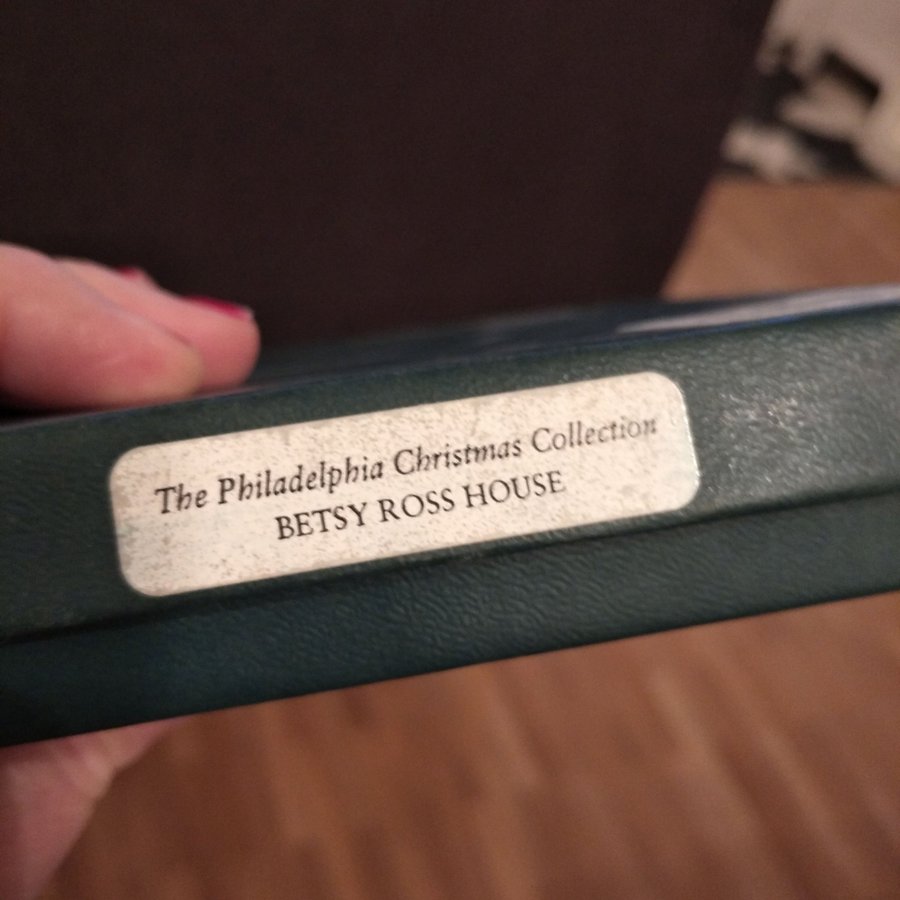 The Philadelphia Christmas Collection
BETSY ROSS HOUSE